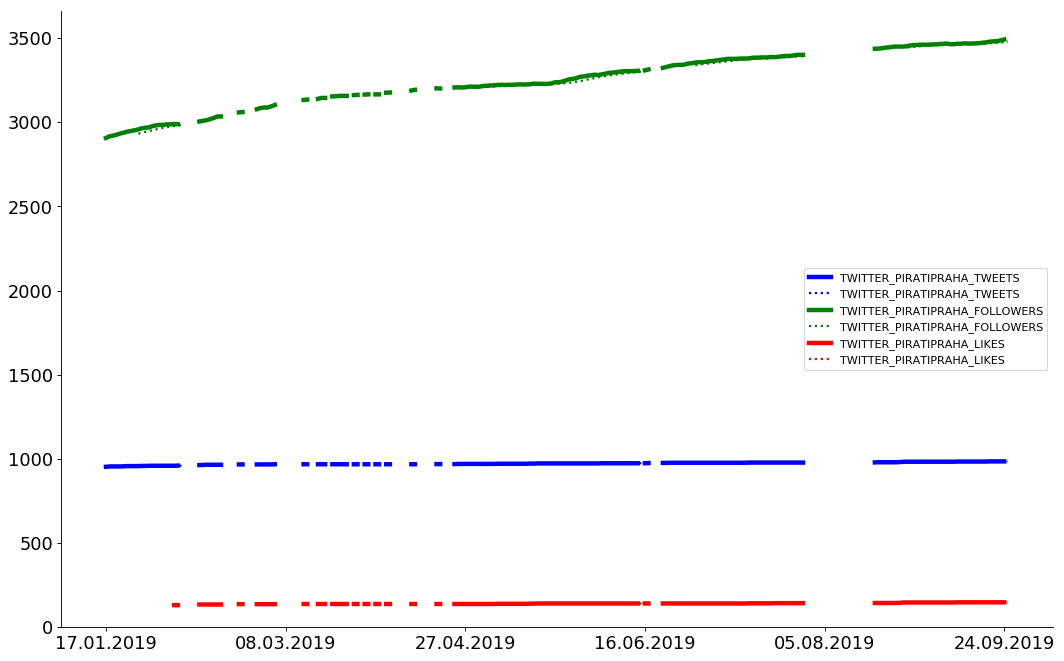 3500
3000
2500
2000
1500
1000
500
0
TWITTER_PIRATIPRAHA_TWEETS
TWITTER_PIRATIPRAHA_TWEETS
TWITTER_PIRATIPRAHA_FOLLOWERS
TWITTER_PIRATIPRAHA_FOLLOWERS
TWITTER_PIRATIPRAHA_LIKES
TWITTER_PIRATIPRAHA_LIKES
17.01.2019 08.03.2019 27.04.2019 16.06.2019 05.08.2019 24.09.2019